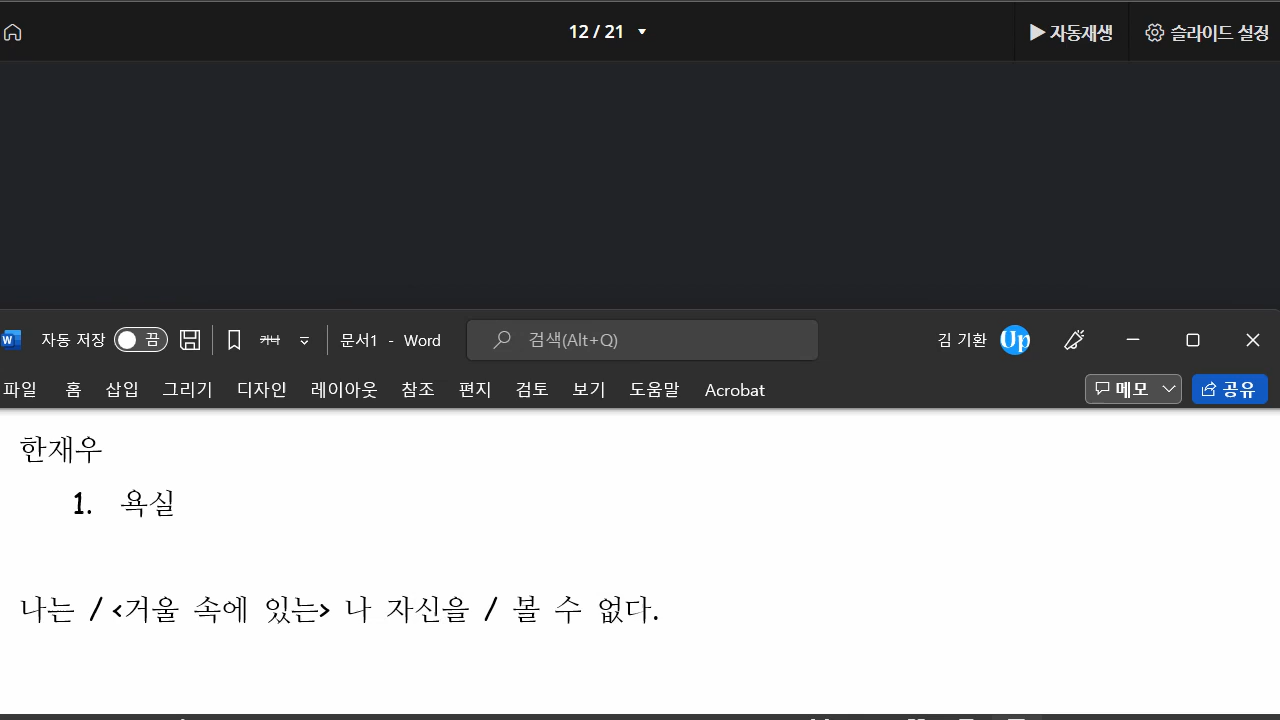 12 / 21
자동재생
슬라이드 설정
자동 저장 끔 가나 문서1 - Word 검색(Alt+Q) 김 기환 Up
파일 홈 삽입 그리기 디자인 레이아웃 참조 편지 검토 보기 도움말 Acrobat 메모 공유
한재우
1. 욕실
나는 / <거울 속에 있는> 나 자신을 / 볼 수 없다.